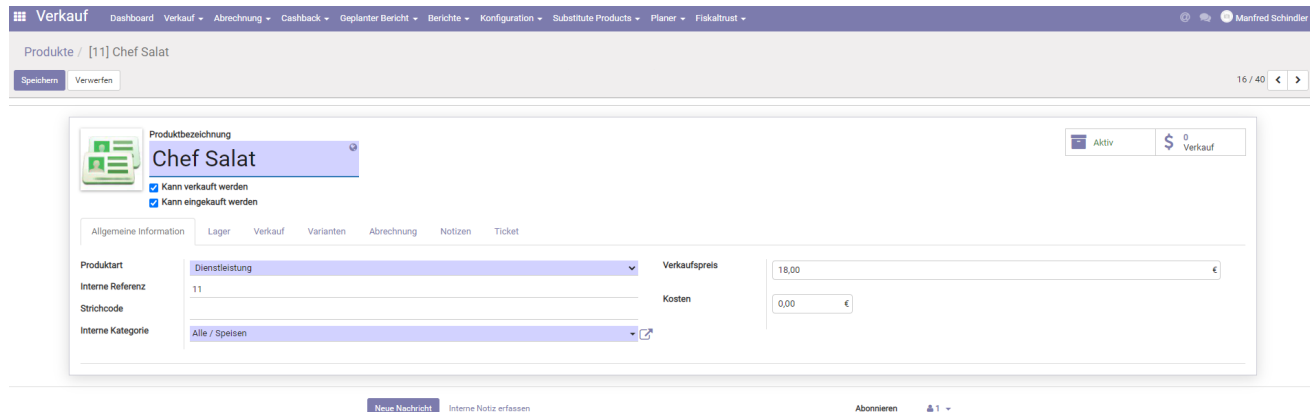 Verkauf Dashboard Verkauf Abrechnung Cashback Geplanter Bericht Berichte Konfiguration Substitute Products Planer Fiskaltrust @ Manfred Schindler
Produkte / [11] Chef Salat
Speichern Verwerfen 16 / 40
Produktbezeichnung
Chef Salat
Aktiv
$ 0 Verkauf
Kann verkauft werden
Kann eingekauft werden
Allgemeine Information Lager Verkauf Varianten Abrechnung Notizen Ticket
Produktart Dienstleistung Verkaufspreis 18,00 €
Interne Referenz 11
Kosten 0,00 €
Strichcode
Interne Kategorie Alle / Speisen
Neue Nachricht Interne Notiz erfassen Abonnieren 1